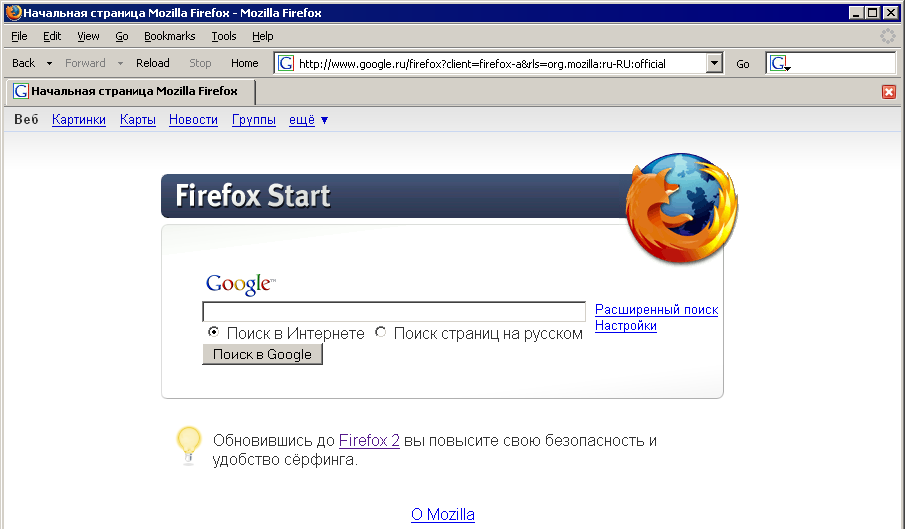 Начальная страница Mozilla Firefox - Mozilla Firefox
File Edit View Go Bookmarks Tools Help
Back Forward Reload Stop Home http://www.google.ru/firefox?client=firefox-a&rls=org.mozilla:ru-RU:official Go
Начальная страница Mozilla Firefox
Веб Картинки Карты Новости Группы ещё ▼
Firefox Start
Google™
Расширенный поиск
Настройки
Поиск в Интернете Поиск страниц на русском
Поиск в Google
Обновившись до Firefox 2 вы повысите свою безопасность и
удобство сёрфинга.
О Mozilla